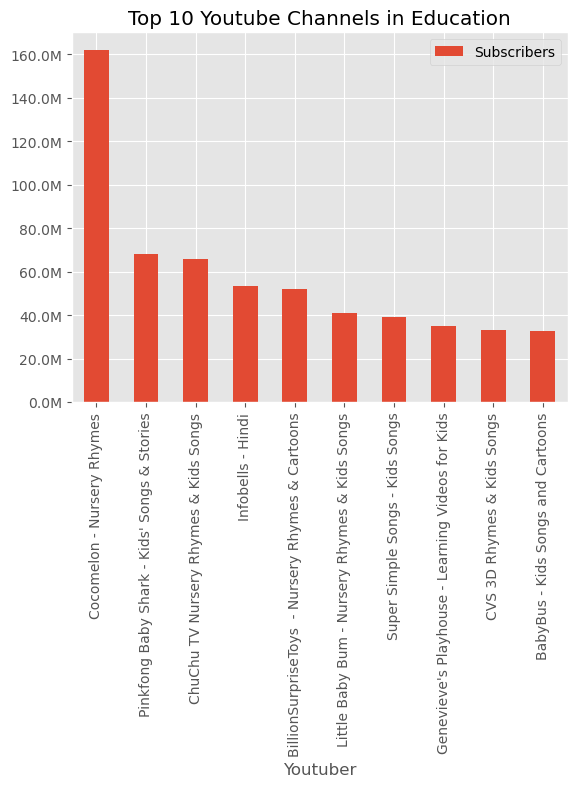 Top 10 Youtube Channels in Education
Subscribers
160.0M
140.0M
120.0M
100.0M
80.0M
60.0M
40.0M
20.0M
0.0M
Cocomelon - Nursery Rhymes
Pinkfong Baby Shark - Kids' Songs & Stories
ChuChu TV Nursery Rhymes & Kids Songs
Infobells - Hindi
BillionSurpriseToys  - Nursery Rhymes & Cartoons
Little Baby Bum - Nursery Rhymes & Kids Songs
Super Simple Songs - Kids Songs
Genevieve's Playhouse - Learning Videos for Kids
CVS 3D Rhymes & Kids Songs
BabyBus - Kids Songs and Cartoons
Youtuber